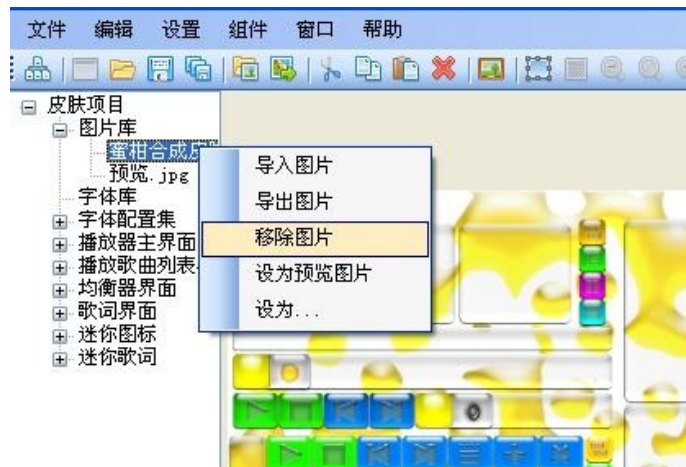 文件 编辑 设置 组件 窗口 帮助
皮肤项目
图片库
蜜柑合成
预览.jpg
字体库
字体配置集
播放器主界面
播放歌曲列表
均衡器界面
歌词界面
迷你图标
迷你歌词
导入图片
导出图片
移除图片
设为预览图片
设为...